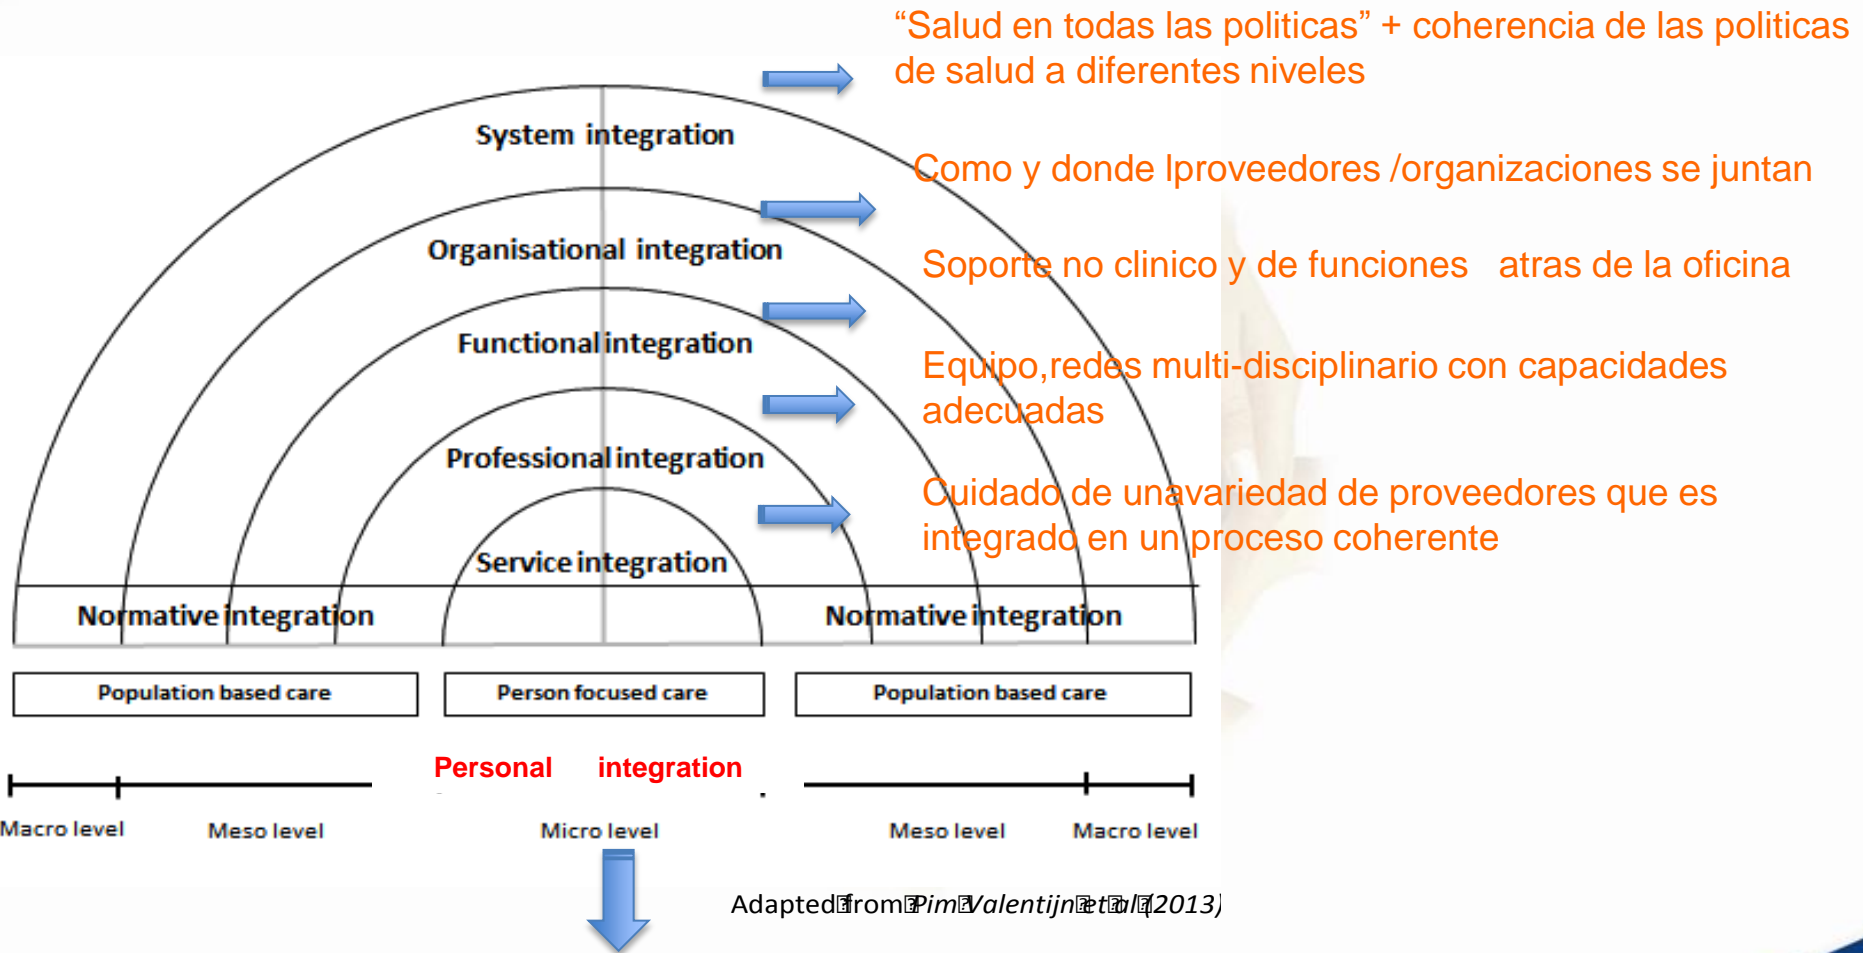 “Salud en todas las politicas” + coherencia de las politicas
de salud a diferentes niveles
System integration
Como y donde lproveedores /organizaciones se juntan
Organisational integration
Soporte no clinico y de funciones atras de la oficina
Functional integration
Equipo,redes multi-disciplinario con capacidades
adecuadas
Professional integration
Cuidado de unavariedad de proveedores que es
integrado en un proceso coherente
Service integration
Normative integration
Normative integration
Population based care
Person focused care
Population based care
Personal integration
Macro level
Meso level
Micro level
Meso level
Macro level
Adapted from Pim Valentijn et al (2013)